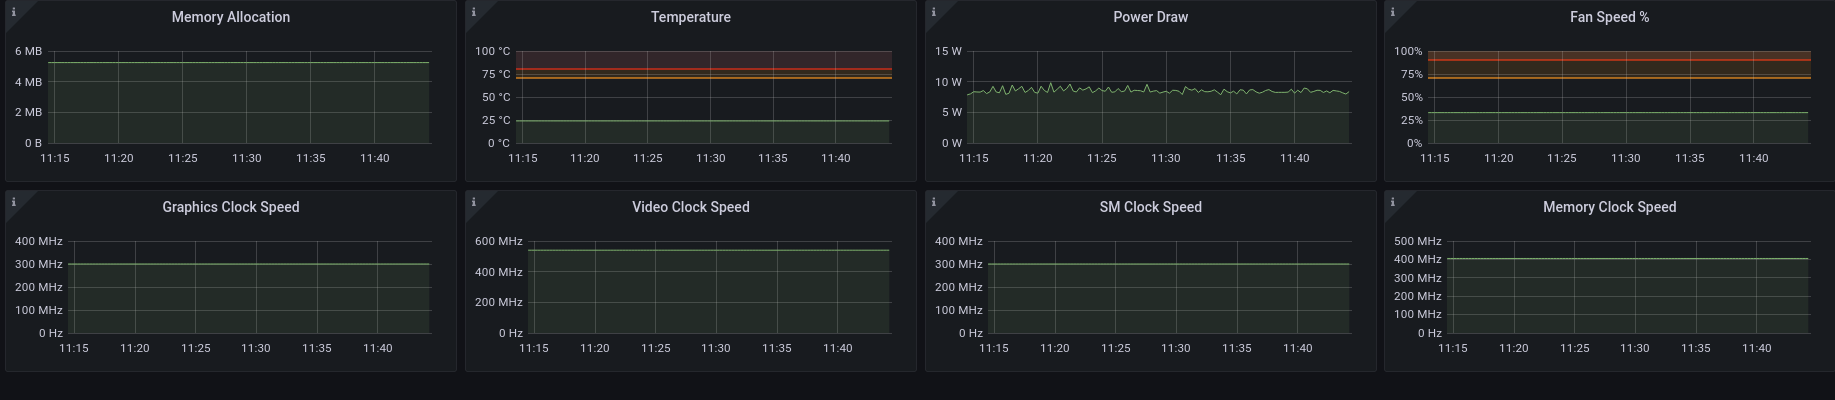 Memory Allocation
6 MB
4 MB
2 MB
0 B
11:15 11:20 11:25 11:30 11:35 11:40
Temperature
100 °C
75 °C
50 °C
25 °C
0 °C
11:15 11:20 11:25 11:30 11:35 11:40
Power Draw
15 W
10 W
5 W
0 W
11:15 11:20 11:25 11:30 11:35 11:40
Fan Speed %
100%
75%
50%
25%
0%
11:15 11:20 11:25 11:30 11:35 11:40
Graphics Clock Speed
400 MHz
300 MHz
200 MHz
100 MHz
0 Hz
11:15 11:20 11:25 11:30 11:35 11:40
Video Clock Speed
600 MHz
400 MHz
200 MHz
0 Hz
11:15 11:20 11:25 11:30 11:35 11:40
SM Clock Speed
400 MHz
300 MHz
200 MHz
100 MHz
0 Hz
11:15 11:20 11:25 11:30 11:35 11:40
Memory Clock Speed
500 MHz
400 MHz
300 MHz
200 MHz
100 MHz
0 Hz
11:15 11:20 11:25 11:30 11:35 11:40